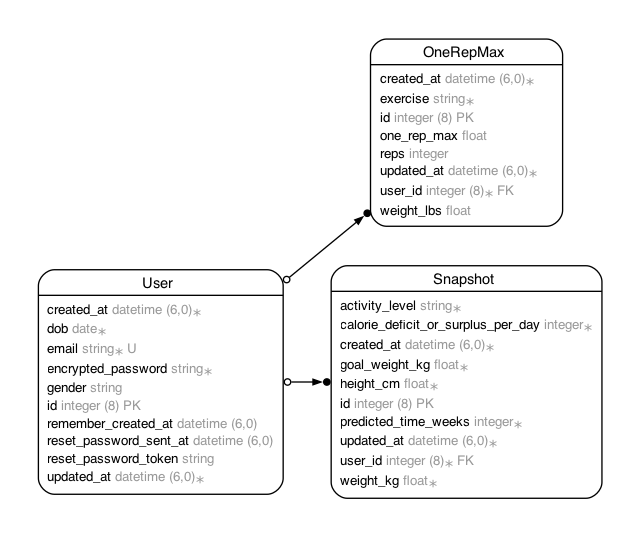 OneRepMax
created_at datetime (6,0)∗
exercise string∗
id integer (8) PK
one_rep_max float
reps integer
updated_at datetime (6,0)∗
user_id integer (8)∗ FK
weight_lbs float
User
created_at datetime (6,0)∗
dob date∗
email string∗ U
encrypted_password string∗
gender string
id integer (8) PK
remember_created_at datetime (6,0)
reset_password_sent_at datetime (6,0)
reset_password_token string
updated_at datetime (6,0)∗
Snapshot
activity_level string∗
calorie_deficit_or_surplus_per_day integer∗
created_at datetime (6,0)∗
goal_weight_kg float∗
height_cm float∗
id integer (8) PK
predicted_time_weeks integer∗
updated_at datetime (6,0)∗
user_id integer (8)∗ FK
weight_kg float∗